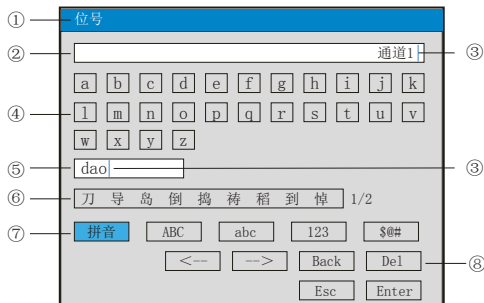 ① 位号
② 通道1 ③
a b c d e f g h i j k
④ l m n o p q r s t u v
w x y z
⑤ dao ③
⑥ 刀 导 岛 倒 捣 祷 稻 到 悼 1/2
⑦ 拼音 ABC abc 123 $@#
<-- --> Back Del ⑧
Esc Enter